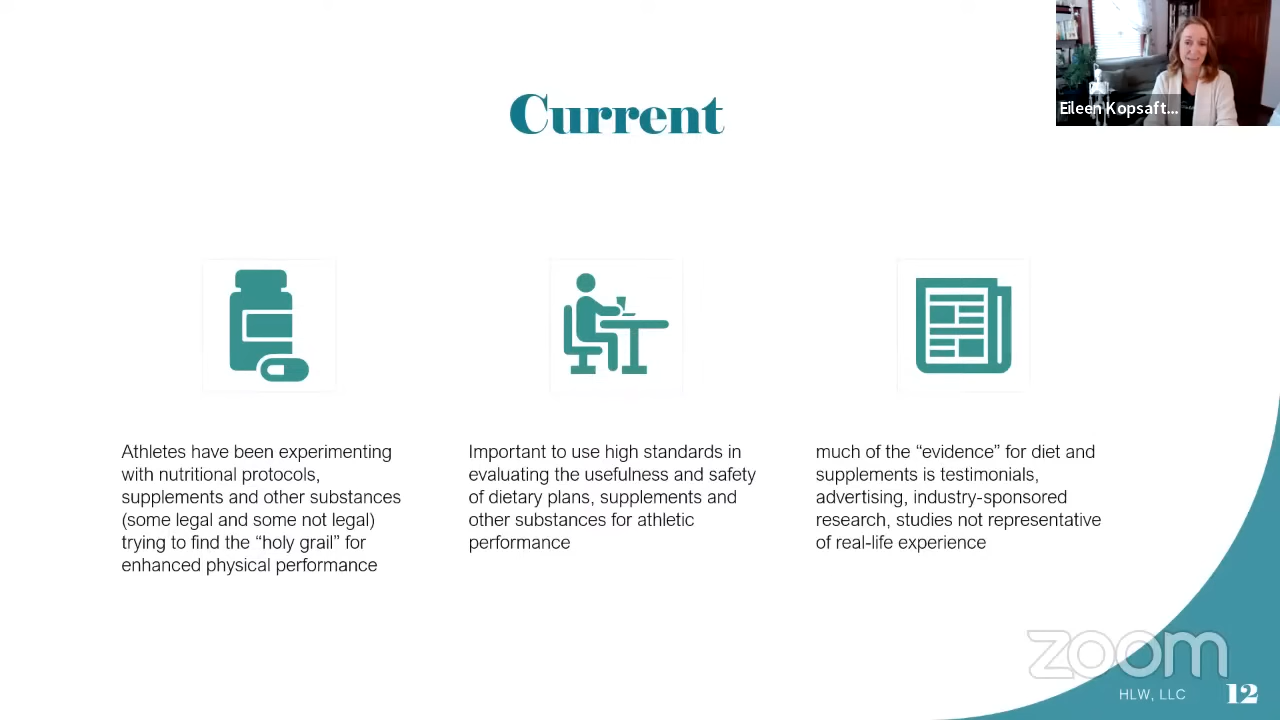 Eileen Kopsaft...
Current
Athletes have been experimenting
with nutritional protocols,
supplements and other substances
(some legal and some not legal)
trying to find the “holy grail” for
enhanced physical performance
Important to use high standards in
evaluating the usefulness and safety
of dietary plans, supplements and
other substances for athletic
performance
much of the “evidence” for diet and
supplements is testimonials,
advertising, industry-sponsored
research, studies not representative
of real-life experience
zoom
HLW, LLC
12